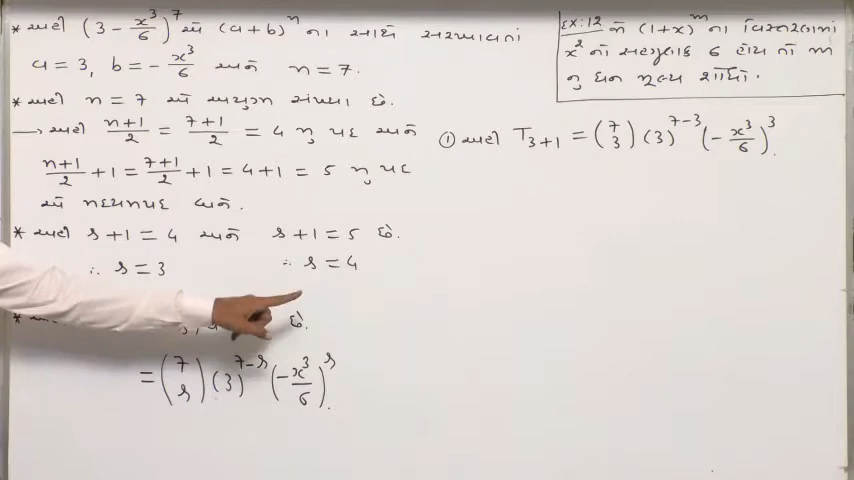 * અહીં (3 - x³/6)⁷ એ (a + b)ⁿ ના સાથે સરખાવતાં
a = 3, b = - x³/6 અને n = 7.
* અહીં n = 7 એ અયુગ્મ સંખ્યા છે.
→ અહીં n+1/2 = 7+1/2 = 4 નુ પદ અને
n+1/2 + 1 = 7+1/2 + 1 = 4 + 1 = 5 નુ પદ
એ મધ્યમપદ થાય.
* અહીં r + 1 = 4 અને r + 1 = 5 છે.
∴ r = 3 ∴ r = 4
* છે.
= (7 r) (3)⁷⁻ʳ (-x³/6)ʳ.
Ex:12 જો (1+x)ᵐ ના વિસ્તરણમાં
x² નો સહગુણાક 6 હોય તો m
નુ ધન મૂલ્ય શોધો.
① અહીં T₃₊₁ = (7 3) (3)⁷⁻³ (- x³/6)³